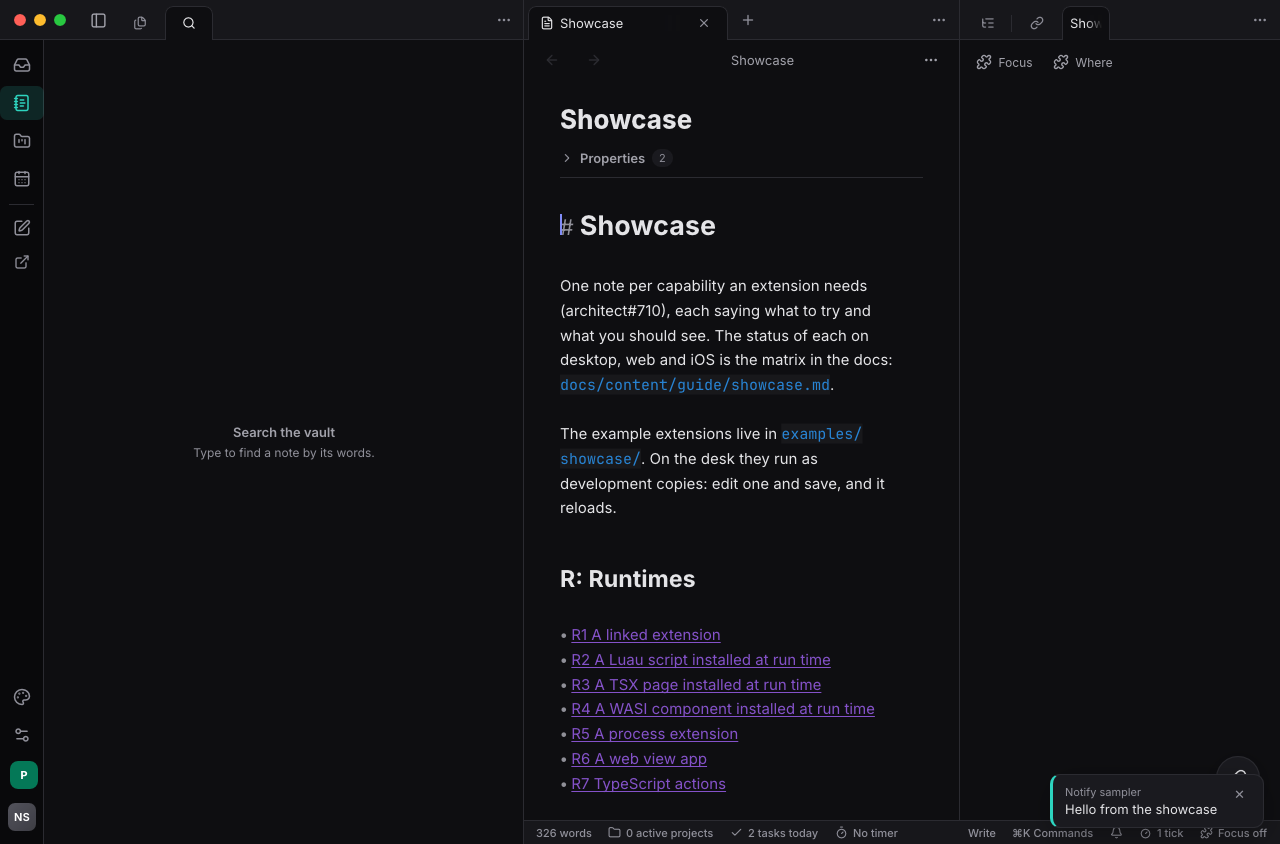 Showcase
Show
Showcase
Focus
Where
Showcase
Properties 2
# Showcase
One note per capability an extension needs
(architect#710), each saying what to try and
what you should see. The status of each on
desktop, web and iOS is the matrix in the docs:
docs/content/guide/showcase.md.
The example extensions live in examples/
showcase/. On the desk they run as
development copies: edit one and save, and it
reloads.
Search the vault
Type to find a note by its words.
R: Runtimes
• R1 A linked extension
• R2 A Luau script installed at run time
• R3 A TSX page installed at run time
• R4 A WASI component installed at run time
• R5 A process extension
• R6 A web view app
• R7 TypeScript actions
P
NS
Notify sampler
Hello from the showcase
326 words
0 active projects
2 tasks today
No timer
Write
⌘K Commands
1 tick
Focus off